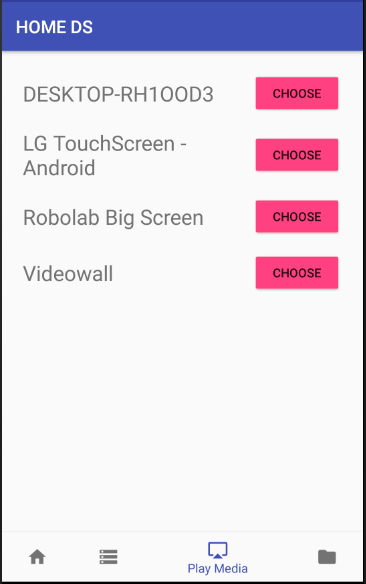 HOME DS
DESKTOP-RH1OOD3 CHOOSE
LG TouchScreen -
Android CHOOSE
Robolab Big Screen CHOOSE
Videowall CHOOSE
Play Media